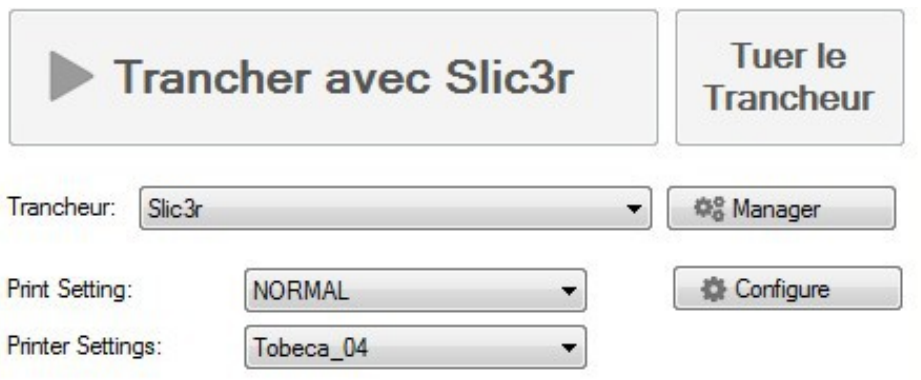 Trancher avec Slic3r
Tuer le
Trancheur
Trancheur: Slic3r Manager
Print Setting: NORMAL Configure
Printer Settings: Tobeca_04